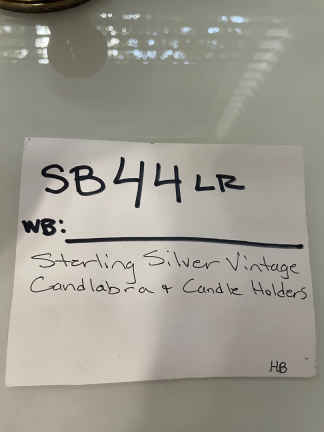 SB44LR
WB:
Sterling Silver Vintage
Candlabra & Candle Holders
HB